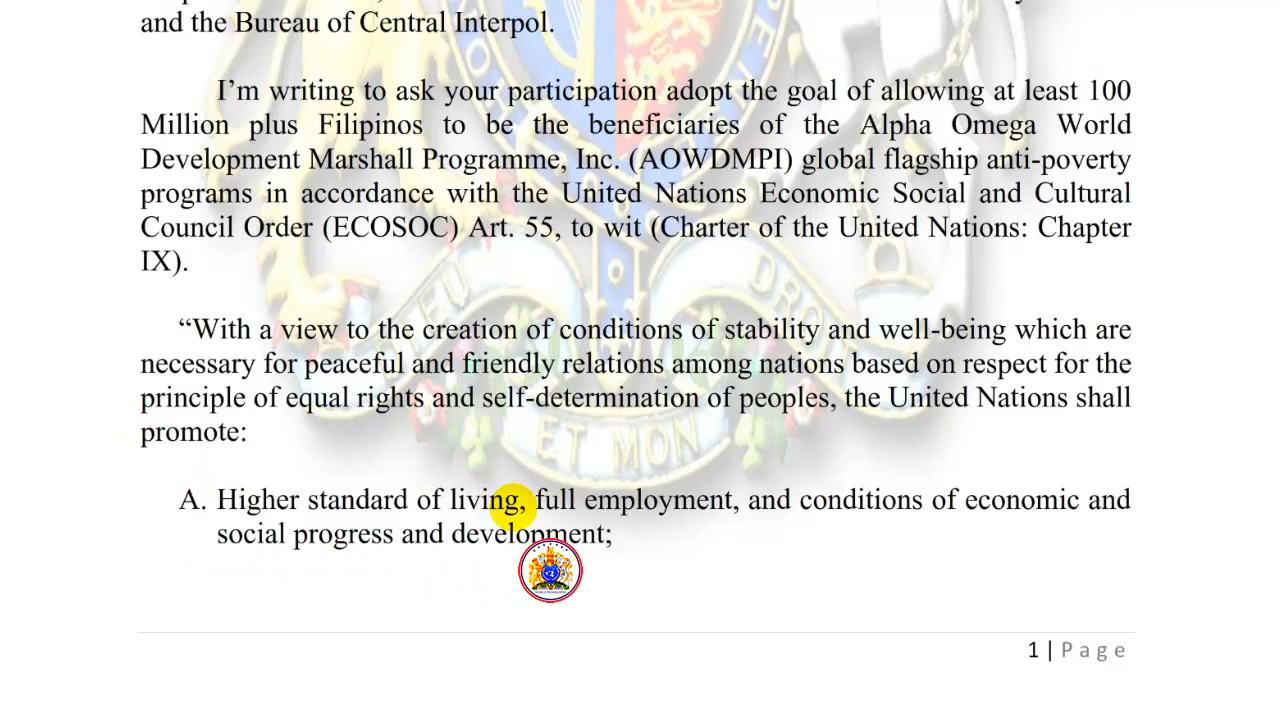 and the Bureau of Central Interpol.
I’m writing to ask your participation adopt the goal of allowing at least 100
Million plus Filipinos to be the beneficiaries of the Alpha Omega World
Development Marshall Programme, Inc. (AOWDMPI) global flagship anti-poverty
programs in accordance with the United Nations Economic Social and Cultural
Council Order (ECOSOC) Art. 55, to wit (Charter of the United Nations: Chapter
IX).
“With a view to the creation of conditions of stability and well-being which are
necessary for peaceful and friendly relations among nations based on respect for the
principle of equal rights and self-determination of peoples, the United Nations shall
promote:
ET MON
A. Higher standard of living, full employment, and conditions of economic and
social progress and development;
1 | Page